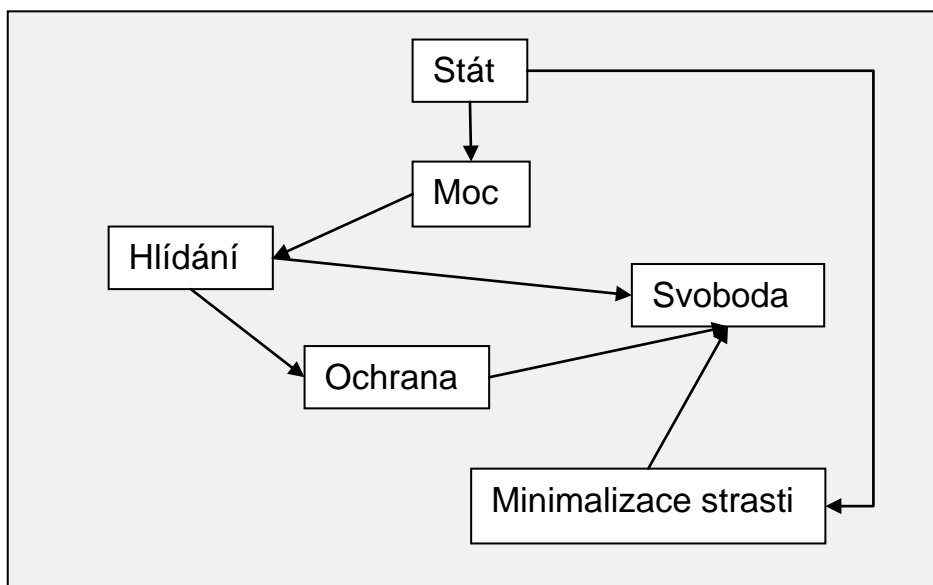 Stát
Moc
Hlídání
Svoboda
Ochrana
Minimalizace strasti